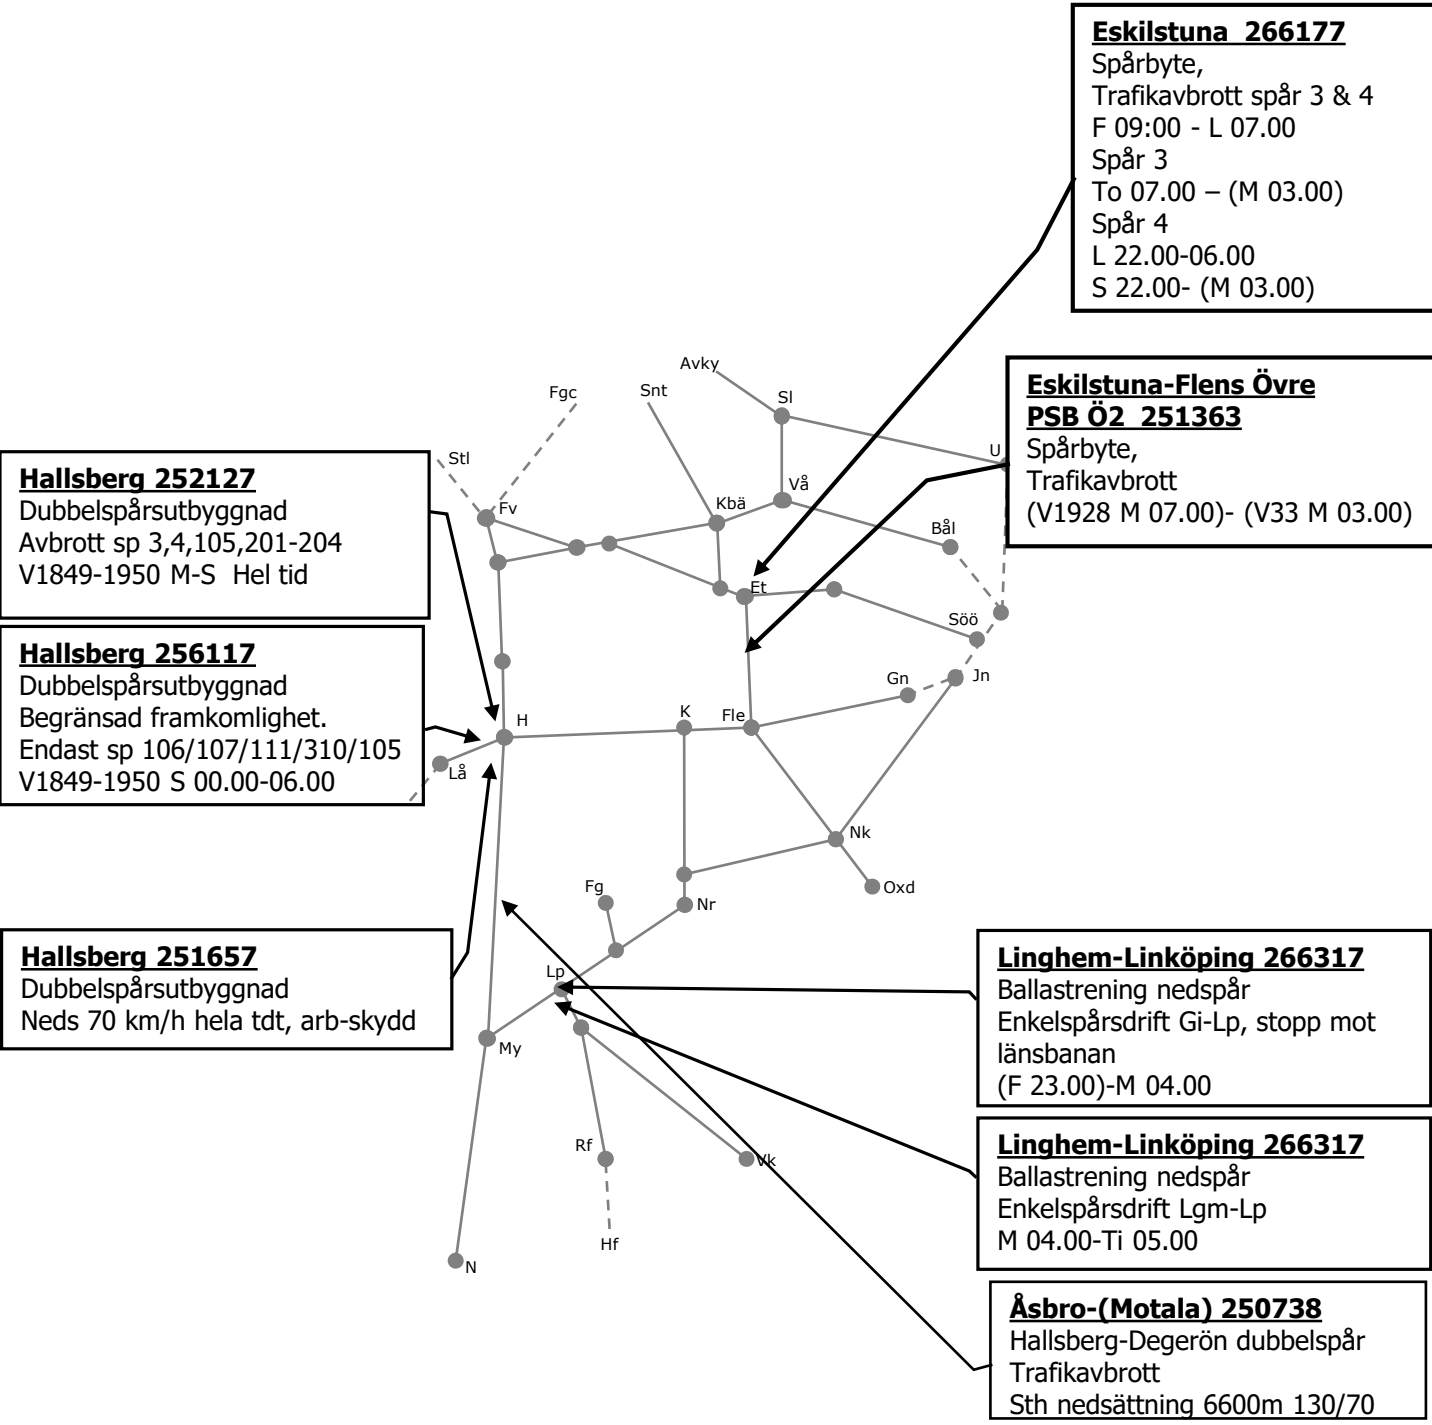 Eskilstuna  266177
Spårbyte,
Trafikavbrott spår 3 & 4
F 09:00 - L 07.00
Spår 3
To 07.00 – (M 03.00)
Spår 4
L 22.00-06.00
S 22.00- (M 03.00)
Eskilstuna-Flens Övre
PSB Ö2  251363
Spårbyte,
Trafikavbrott
(V1928 M 07.00)- (V33 M 03.00)
Hallsberg 252127
Dubbelspårsutbyggnad
Avbrott sp 3,4,105,201-204
V1849-1950 M-S  Hel tid
Hallsberg 256117
Dubbelspårsutbyggnad
Begränsad framkomlighet.
Endast sp 106/107/111/310/105
V1849-1950 S 00.00-06.00
Hallsberg 251657
Dubbelspårsutbyggnad
Neds 70 km/h hela tdt, arb-skydd
Linghem-Linköping 266317
Ballastrening nedspår
Enkelspårsdrift Gi-Lp, stopp mot
länsbanan
(F 23.00)-M 04.00
Linghem-Linköping 266317
Ballastrening nedspår
Enkelspårsdrift Lgm-Lp
M 04.00-Ti 05.00
Åsbro-(Motala) 250738
Hallsberg-Degerön dubbelspår
Trafikavbrott
Sth nedsättning 6600m 130/70
Avky
Fgc
Snt
Sl
U
Stl
Vå
Fv
Kbä
Bål
Et
Söö
Jn
Gn
H
K
Fle
Lå
Nk
Fg
Oxd
Nr
Lp
My
Rf
Vk
Hf
N